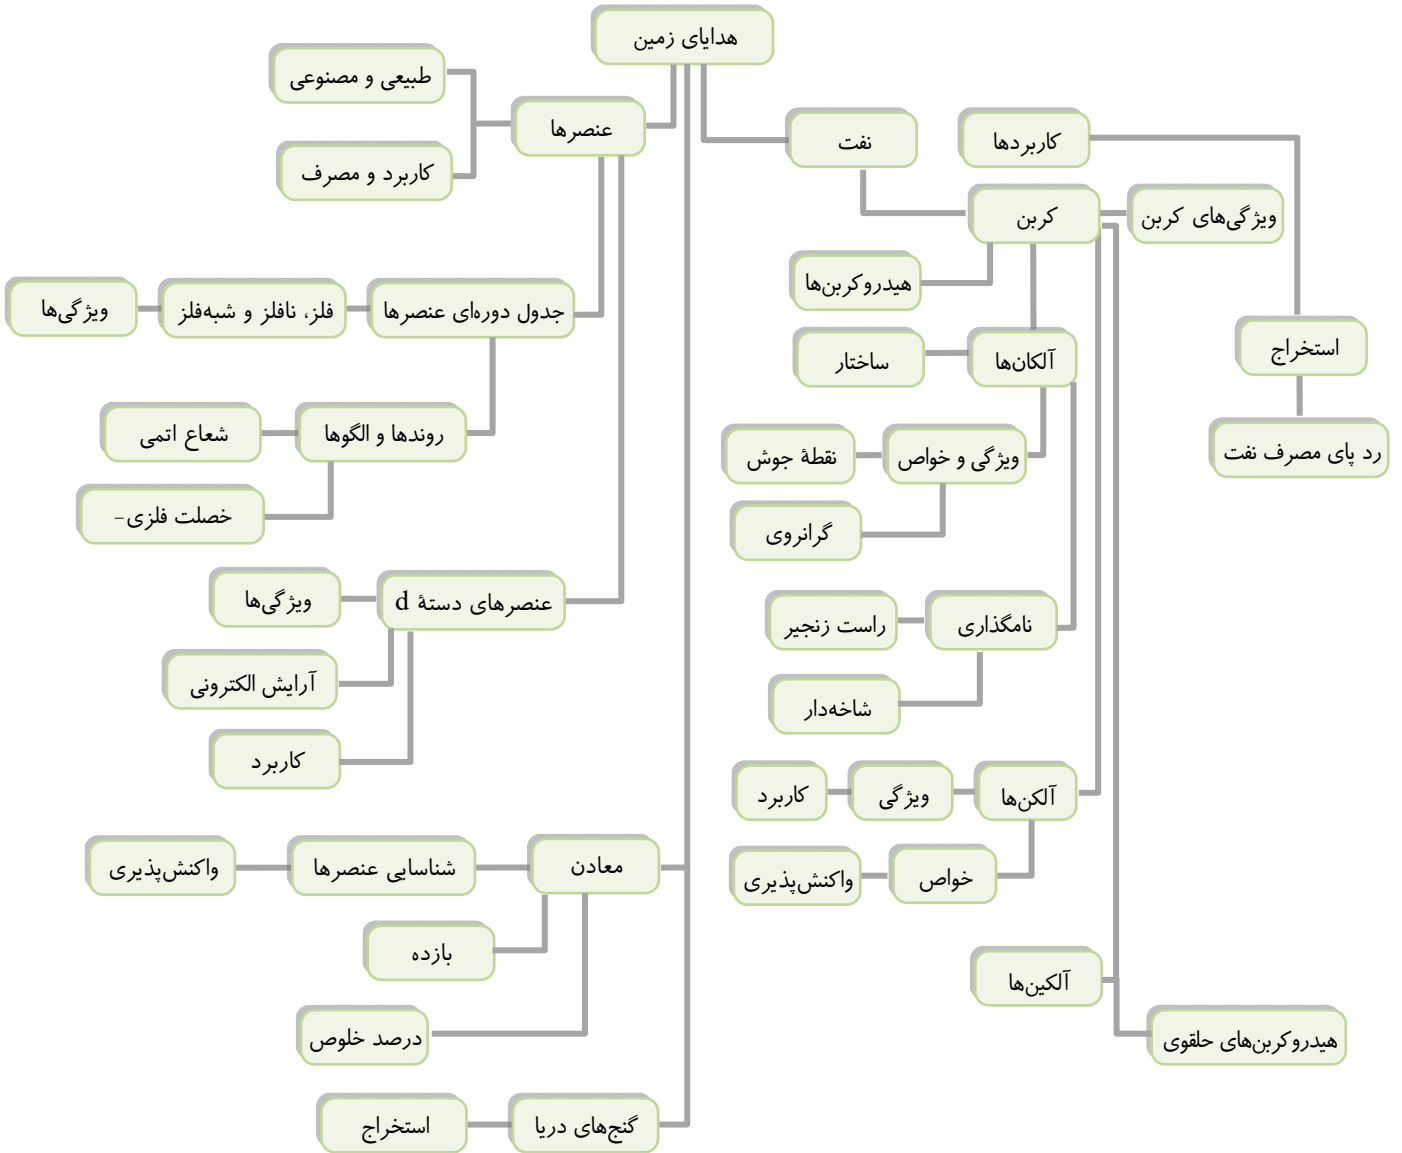 هدایای زمین
نفت
کاربردها
کربن
ویژگی‌های کربن
هیدروکربن‌ها
آلکان‌ها
ساختار
استخراج
رد پای مصرف نفت
ویژگی و خواص
نقطهٔ جوش
گرانروی
نامگذاری
راست زنجیر
شاخه‌دار
آلکن‌ها
ویژگی
کاربرد
خواص
واکنش‌پذیری
آلکین‌ها
هیدروکربن‌های حلقوی
عنصرها
طبیعی و مصنوعی
کاربرد و مصرف
جدول دوره‌ای عنصرها
فلز، نافلز و شبه‌فلز
ویژگی‌ها
روندها و الگوها
شعاع اتمی
خصلت فلزی-
عنصرهای دستهٔ d
ویژگی‌ها
آرایش الکترونی
کاربرد
معادن
شناسایی عنصرها
واکنش‌پذیری
بازده
درصد خلوص
گنج‌های دریا
استخراج